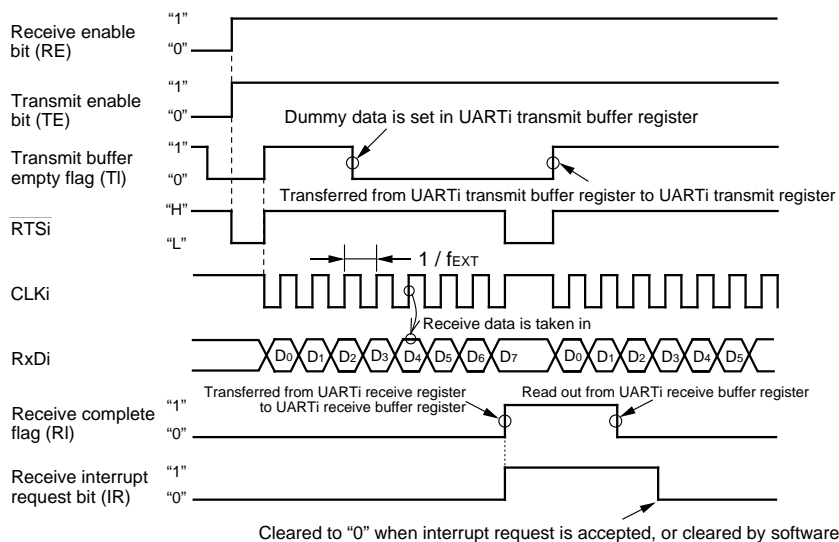 Receive enable
bit (RE)
“1”
“0”
Transmit enable
bit (TE)
“1”
“0”
Dummy data is set in UARTi transmit buffer register
Transmit buffer
empty flag (TI)
“1”
“0”
Transferred from UARTi transmit buffer register to UARTi transmit register
RTSi
“H”
“L”
1 / fEXT
CLKi
Receive data is taken in
RxDi
D0 D1 D2 D3 D4 D5 D6 D7 D0 D1 D2 D3 D4 D5
Transferred from UARTi receive register
to UARTi receive buffer register
Read out from UARTi receive buffer register
Receive complete
flag (RI)
“1”
“0”
Receive interrupt
request bit (IR)
“1”
“0”
Cleared to “0” when interrupt request is accepted, or cleared by software